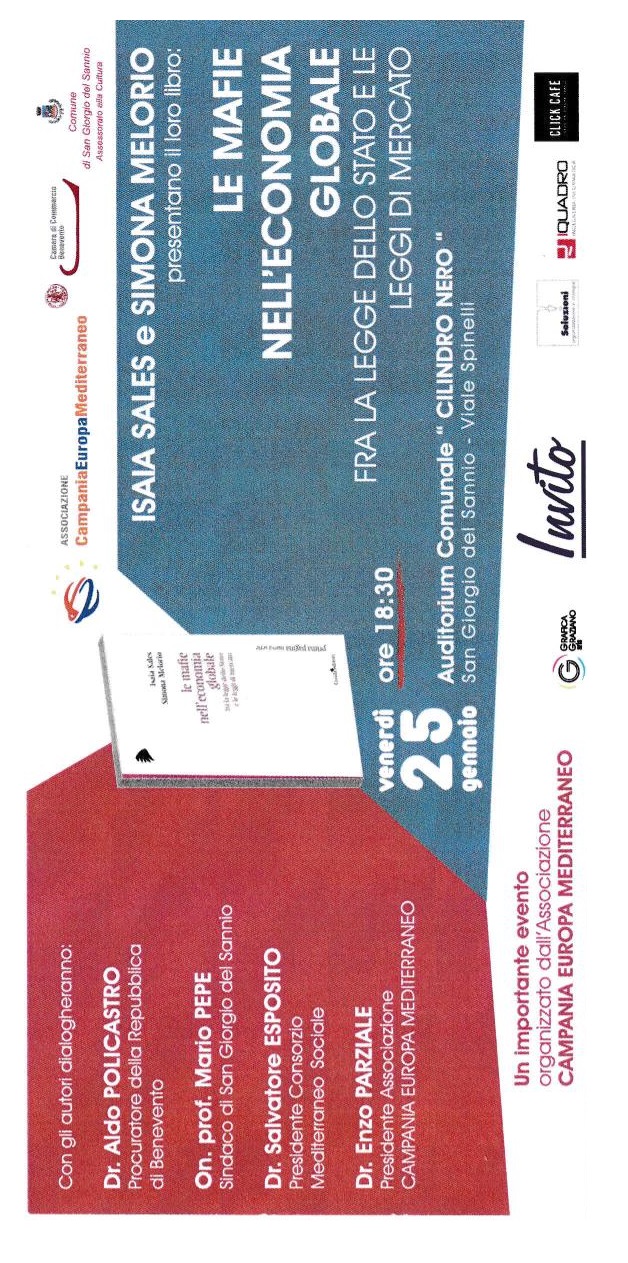 Con gli autori dialogheranno:
Dr. Aldo POLICASTRO
Procuratore della Repubblica
di Benevento
On. prof. Mario PEPE
Sindaco di San Giorgio del Sannio
Dr. Salvatore ESPOSITO
Presidente Consorzio
Mediterraneo Sociale
Dr. Enzo PARZIALE
Presidente Associazione
CAMPANIA EUROPA MEDITERRANEO
ASSOCIAZIONE
CampaniaEuropaMediterraneo
Camera di Commercio
Benevento
Comune
di San Giorgio del Sannio
Assessorato alla Cultura
Isaia Sales
Simona Melorio
le mafie
nell'economia
globale
fra la legge dello Stato
e le leggi di mercato
prima pagina nuova serie
ISAIA SALES e SIMONA MELORIO
presentano il loro libro:
LE MAFIE
NELL'ECONOMIA
GLOBALE
FRA LA LEGGE DELLO STATO E LE
LEGGI DI MERCATO
venerdì
25
gennaio
ore 18:30
Auditorium Comunale " CILINDRO NERO "
San Giorgio del Sannio - Viale Spinelli
Un importante evento
organizzato dall'Associazione
CAMPANIA EUROPA MEDITERRANEO
G
GRAFICA
GRAZIANO
Invito
Soluzioni
IQUADRO
CLICK CAFE